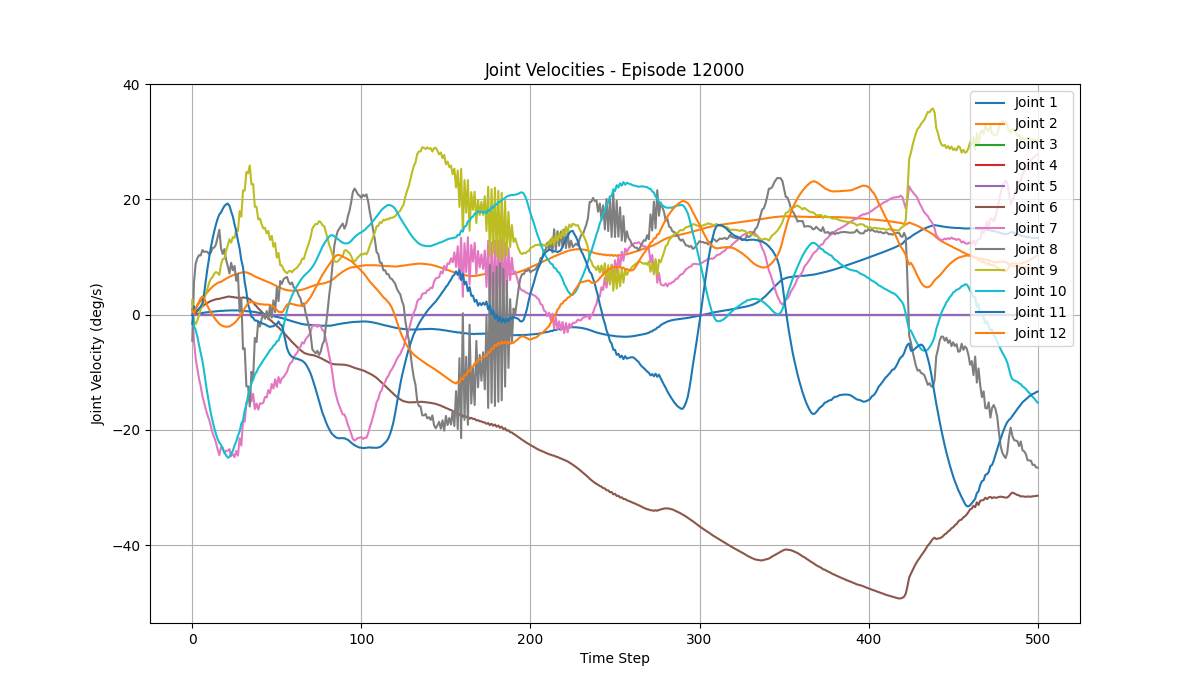 Joint Velocities - Episode 12000
Joint Velocity (deg/s)
40
20
0
−20
−40
0 100 200 300 400 500
Time Step
Joint 1
Joint 2
Joint 3
Joint 4
Joint 5
Joint 6
Joint 7
Joint 8
Joint 9
Joint 10
Joint 11
Joint 12